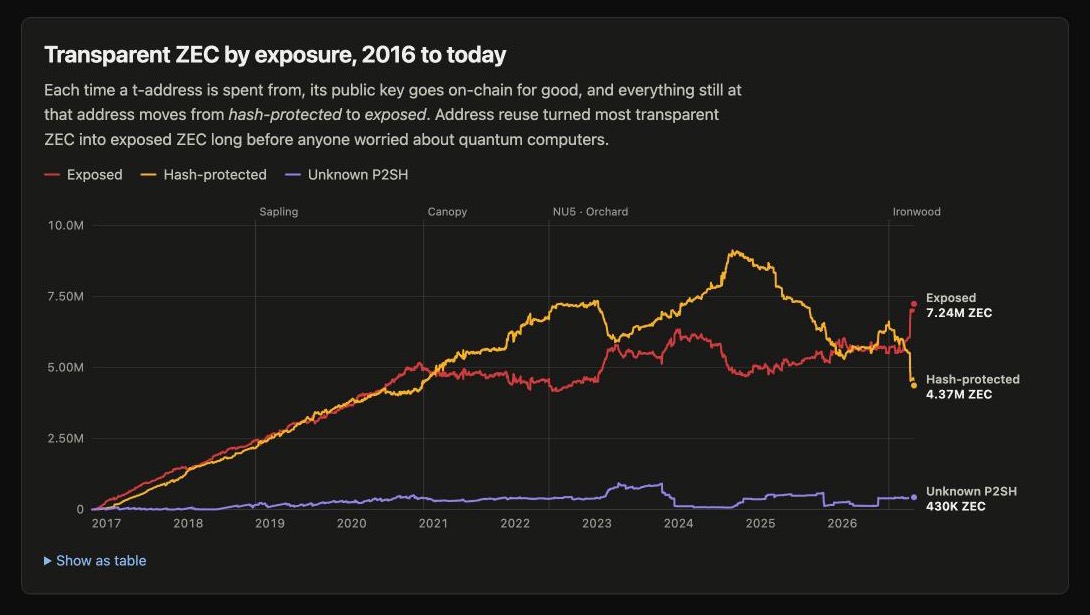 Transparent ZEC by exposure, 2016 to today
Each time a t-address is spent from, its public key goes on-chain for good, and everything still at
that address moves from hash-protected to exposed. Address reuse turned most transparent
ZEC into exposed ZEC long before anyone worried about quantum computers.
Exposed Hash-protected Unknown P2SH
Sapling Canopy NU5 · Orchard Ironwood
10.0M
7.50M
5.00M
2.50M
0
Exposed
7.24M ZEC
Hash-protected
4.37M ZEC
Unknown P2SH
430K ZEC
2017 2018 2019 2020 2021 2022 2023 2024 2025 2026
Show as table